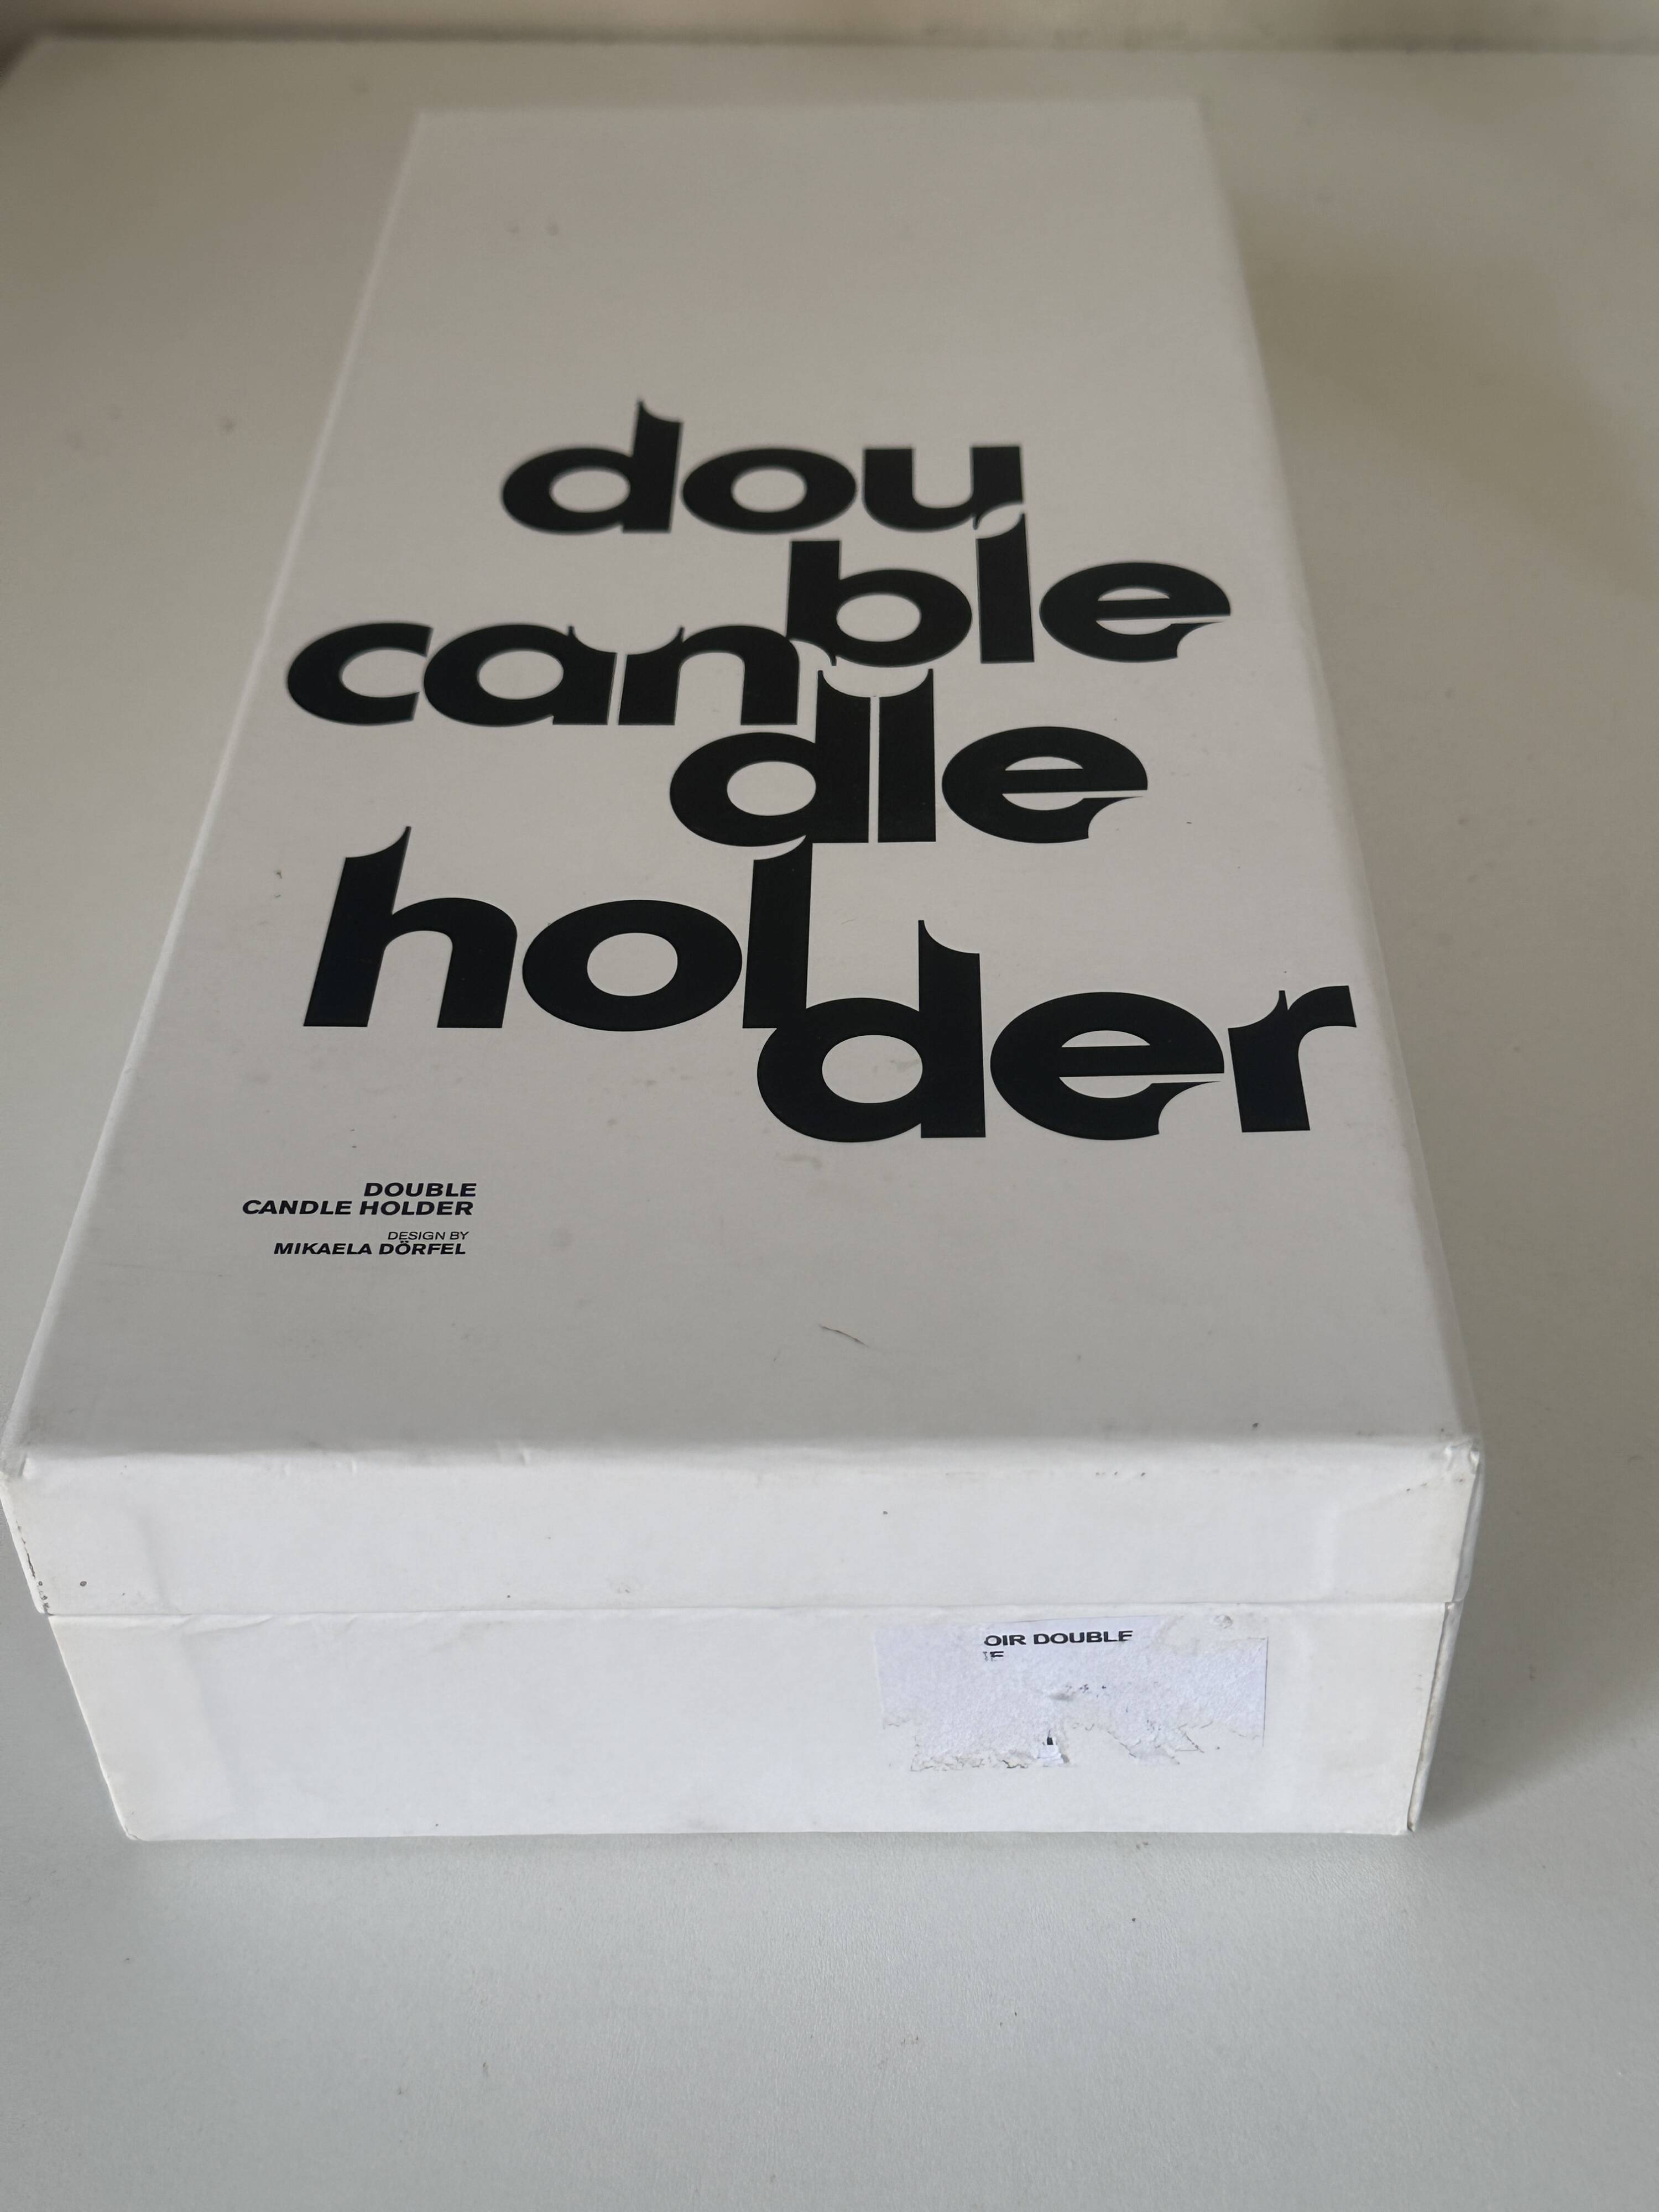 dou
ble
can
dle
hol
der
DOUBLE
CANDLE HOLDER
DESIGN BY
MIKAELA DÖRFEL
OIR DOUBLE